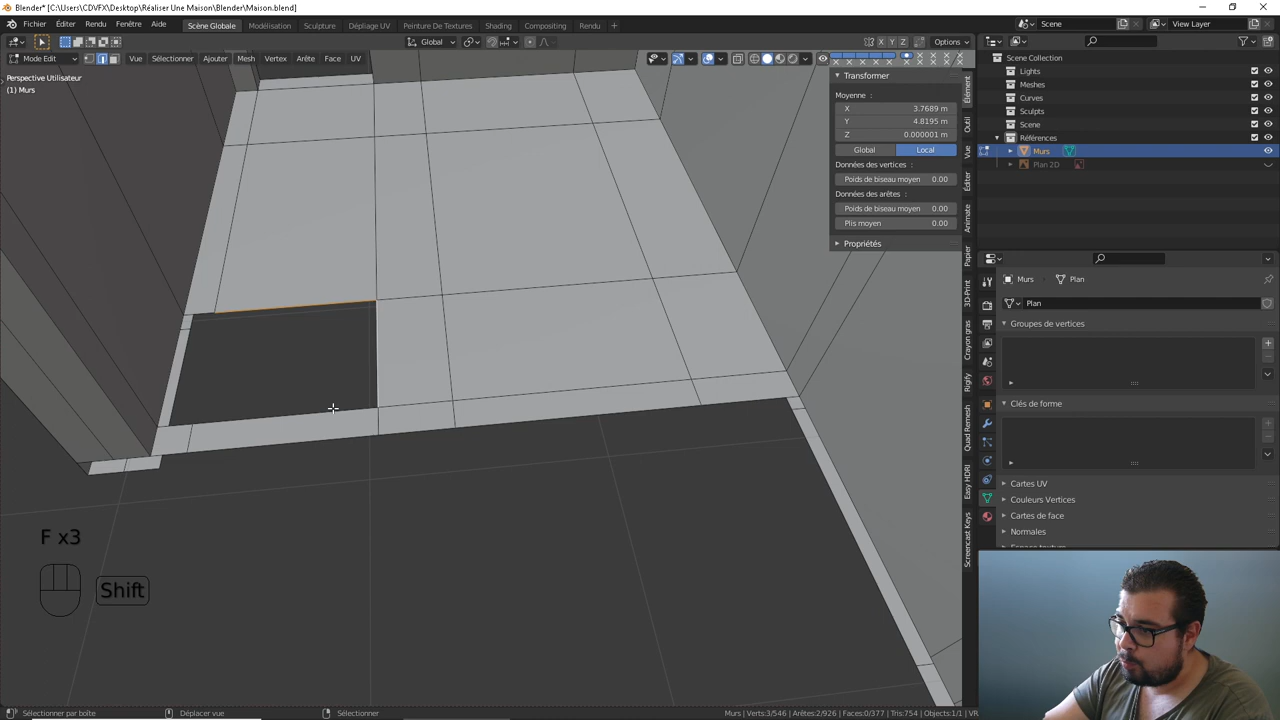 Blender* [C:\Users\CDVFX\Desktop\Réaliser Une Maison\Blender\Maison.blend]
Fichier Éditer Rendu Fenêtre Aide Scène Globale Modélisation Sculpture Dépliage UV Peinture De Textures Shading Animation Rendering Compositing Rendu Scene View Layer
Global X Y Z Options
Mode Edit Vue Sélectionner Ajouter Mesh Vertex Arête Face UV
Perspective Utilisateur
(1) Murs
Transformer
Moyenne :
X 3.7689 m
Y 4.8195 m
Z 0.000001 m
Global Local
Données des vertices :
Poids de biseau moyen 0.00
Données des arêtes :
Poids de biseau moyen 0.00
Plis moyen 0.00
Propriétés
Élément
Outil
Vue
Éditer
Animate
Papier
3D-Print
Crayon gras
Rigify
Quad Remesh
Easy HDRI
Screencast Keys
Scene Collection
Lights
Meshes
Curves
Sculpts
Scene
Références
Murs
Plan 2D
Murs Plan
Plan
Groupes de vertices
Clés de forme
Cartes UV
Couleurs Vertices
Cartes de face
Normales
F x3
Shift
Sélectionner par boîte Déplacer vue Sélectionner Murs | Verts:3/546 | Arêtes:2/926 | Faces:0/377 | Tris:754 | Objects:1/1 | VR